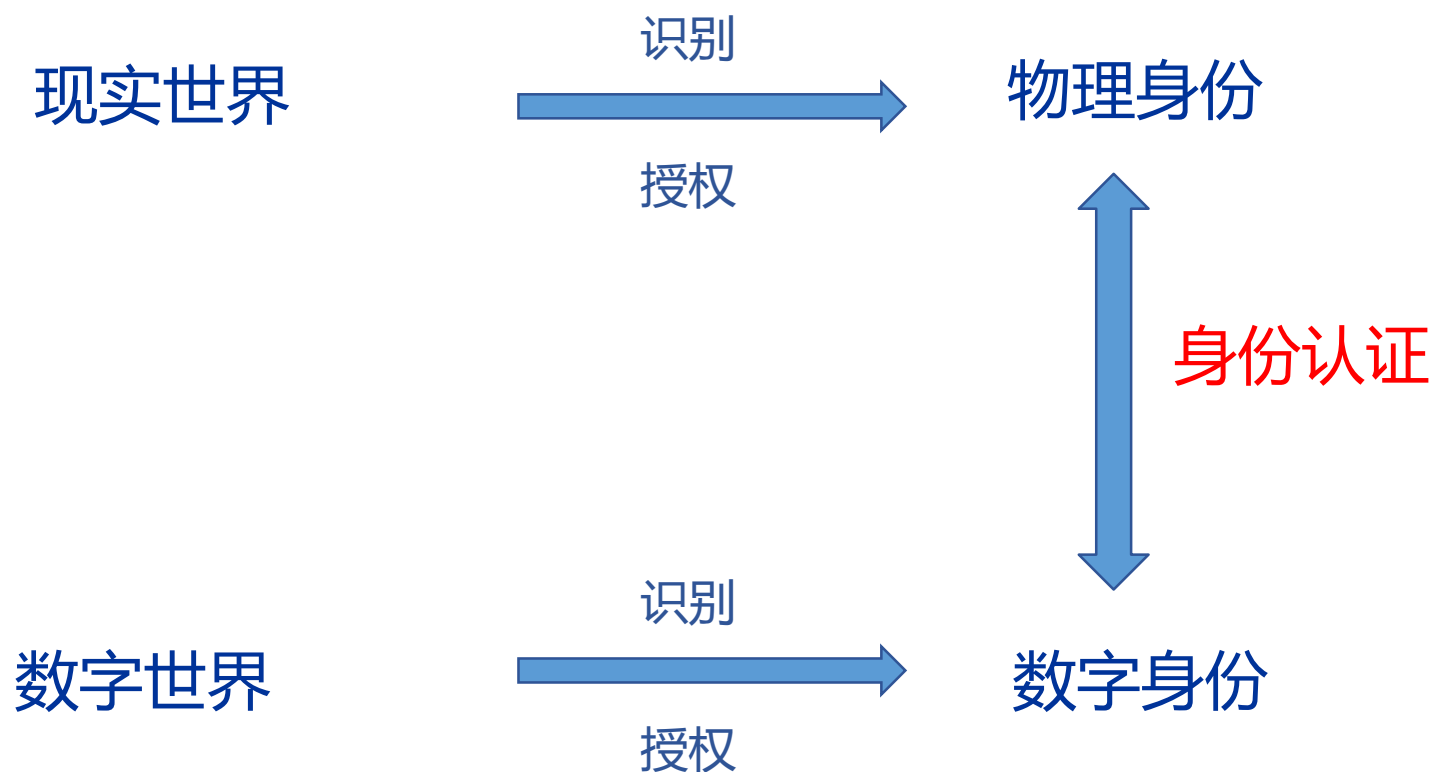 识别
现实世界
物理身份
授权
身份认证
识别
数字世界
数字身份
授权